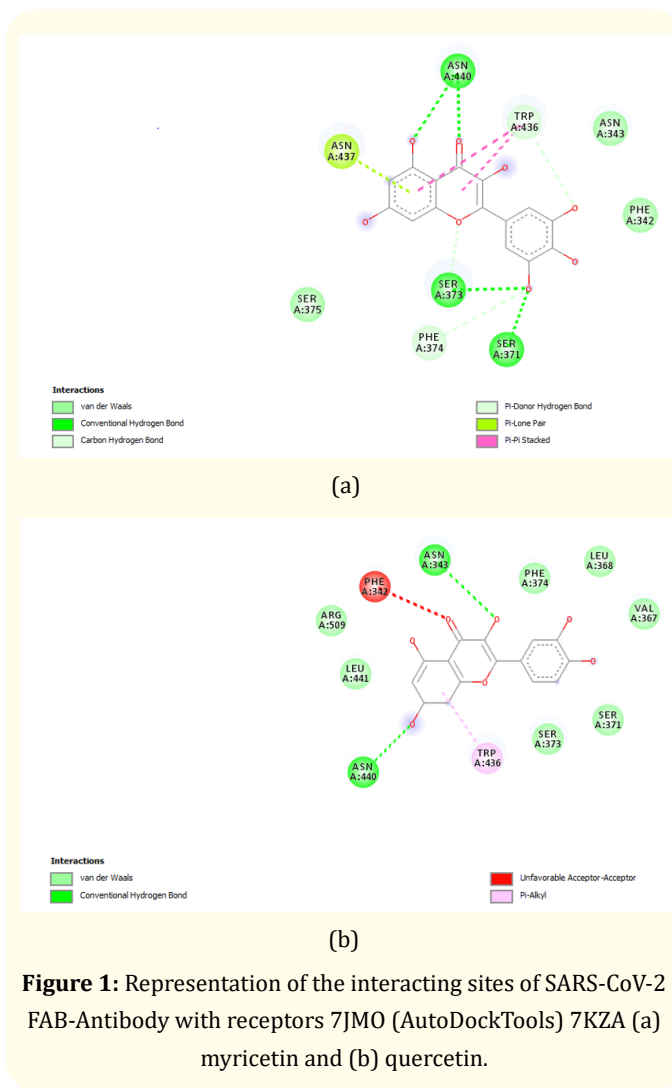 ASN
A:440
TRP
A:436
ASN
A:343
ASN
A:437
PHE
A:342
SER
A:373
SER
A:375
PHE
A:374
SER
A:371
Interactions
van der Waals
Conventional Hydrogen Bond
Carbon Hydrogen Bond
Pi-Donor Hydrogen Bond
Pi-Lone Pair
Pi-Pi Stacked
(a)
ASN
A:343
PHE
A:342
PHE
A:374
LEU
A:368
VAL
A:367
ARG
A:509
LEU
A:441
SER
A:371
SER
A:373
TRP
A:436
ASN
A:440
Interactions
van der Waals
Conventional Hydrogen Bond
Unfavorable Acceptor-Acceptor
Pi-Alkyl
(b)
Figure 1: Representation of the interacting sites of SARS-CoV-2
FAB-Antibody with receptors 7JMO (AutoDockTools) 7KZA (a)
myricetin and (b) quercetin.